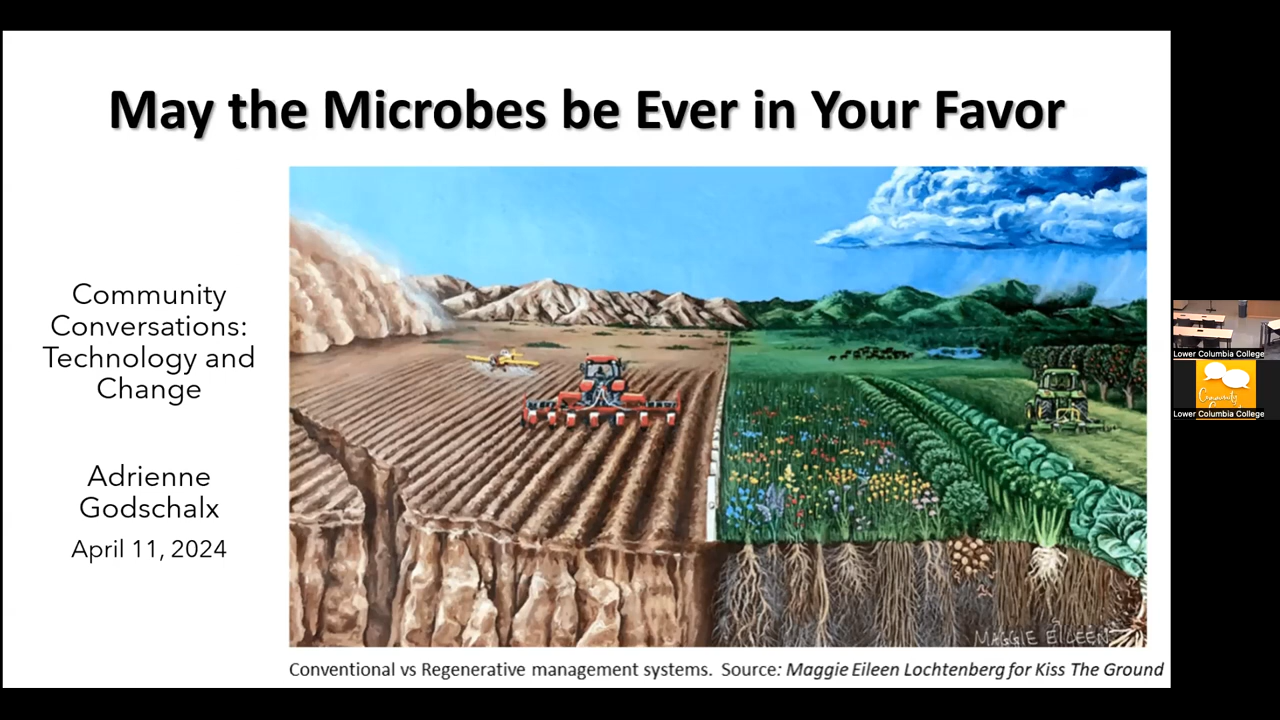 May the Microbes be Ever in Your Favor
Community
Conversations:
Technology and
Change
Adrienne
Godschalx
April 11, 2024
MAGGIE EILEEN
Conventional vs Regenerative management systems. Source: Maggie Eileen Lochtenberg for Kiss The Ground
Lower Columbia College
Community
Lower Columbia College